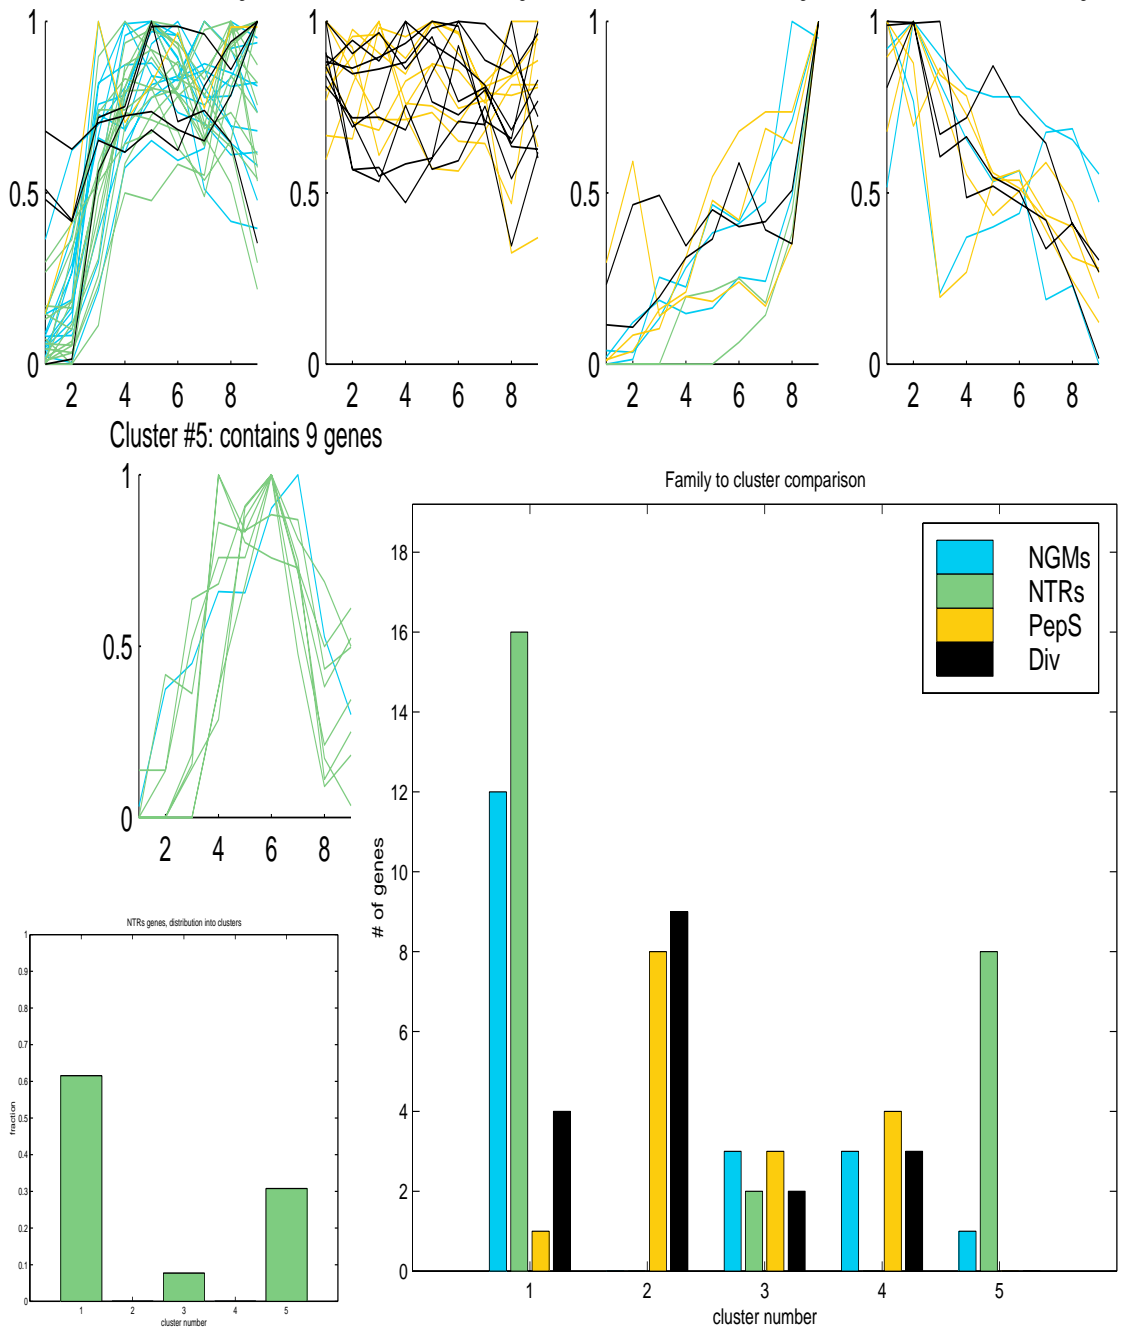 1
0.5
0
2 4 6 8
1
0.5
0
2 4 6 8
1
0.5
0
2 4 6 8
1
0.5
0
2 4 6 8
Cluster #5: contains 9 genes
1
0.5
0
2 4 6 8
Family to cluster comparison
NGMs
NTRs
PepS
Div
18
16
14
12
10
8
6
4
2
0
# of genes
1 2 3 4 5
cluster number
NTRs genes, distribution into clusters
1
0.9
0.8
0.7
0.6
0.5
0.4
0.3
0.2
0.1
0
fraction
1 2 3 4 5
cluster number